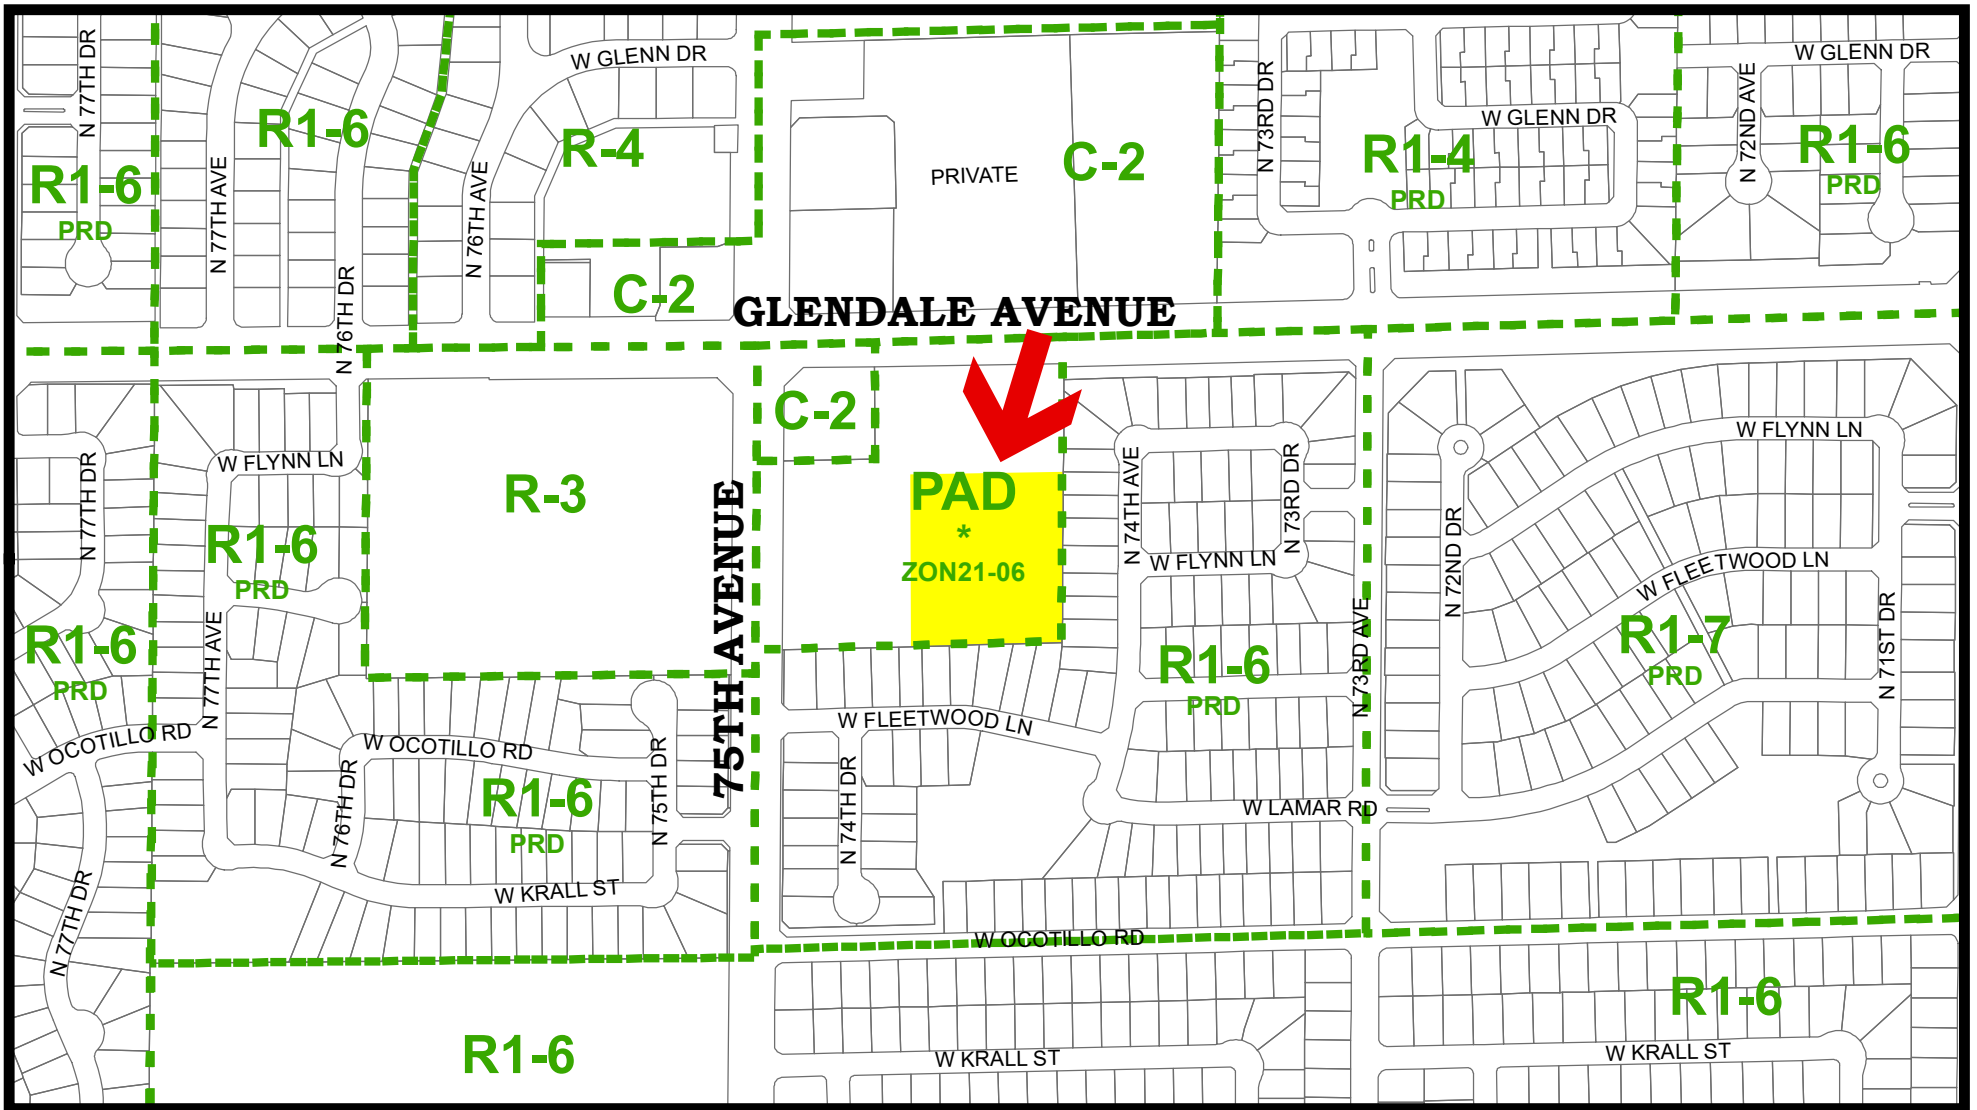 N 77TH DR
R1-6
PRD
N 77TH AVE
R1-6
N 76TH DR
N 76TH AVE
W GLENN DR
R-4
C-2
PRIVATE
C-2
N 73RD DR
W GLENN DR
R1-4
PRD
N 72ND AVE
W GLENN DR
R1-6
PRD
GLENDALE AVENUE
N 77TH DR
W FLYNN LN
R1-6
PRD
N 77TH AVE
R1-6
PRD
W OCOTILLO RD
R-3
75TH AVENUE
C-2
PAD
*
ZON21-06
N 74TH AVE
N 73RD DR
W FLYNN LN
R1-6
PRD
N 73RD AVE
N 72ND DR
W FLYNN LN
W FLEETWOOD LN
R1-7
PRD
N 71ST DR
W OCOTILLO RD
N 76TH DR
R1-6
PRD
N 75TH DR
W FLEETWOOD LN
N 74TH DR
W LAMAR RD
N 77TH DR
W KRALL ST
W OCOTILLO RD
R1-6
W KRALL ST
R1-6
W KRALL ST